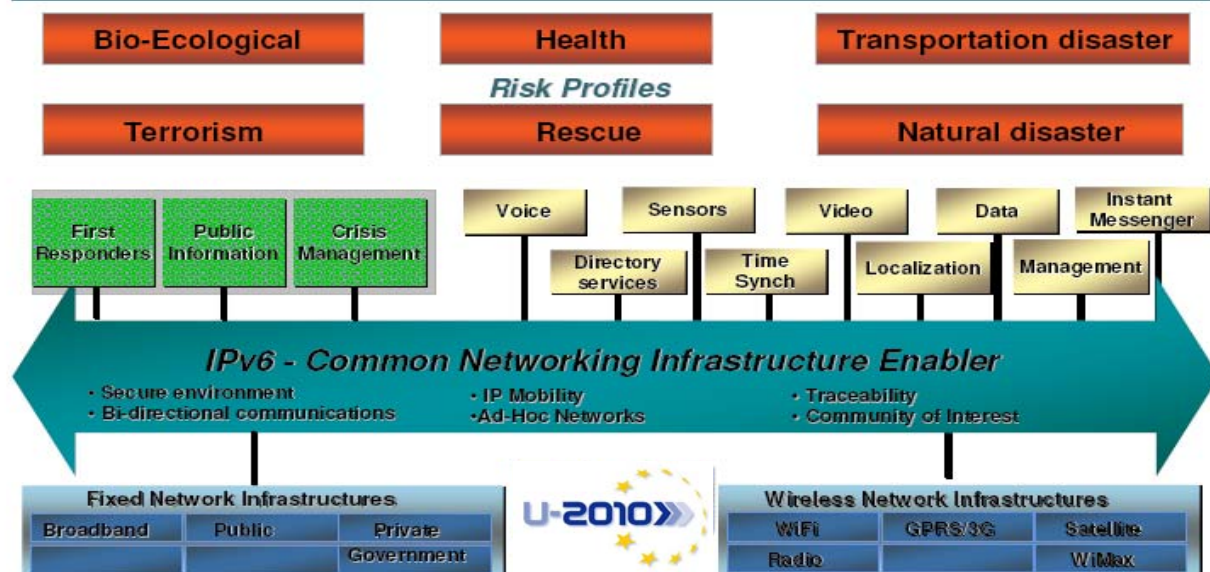 Bio-Ecological
Health
Transportation disaster
Risk Profiles
Terrorism
Rescue
Natural disaster
First
Responders
Public
Information
Crisis
Management
Voice
Sensors
Video
Data
Instant
Messenger
Directory
services
Time
Synch
Localization
Management
IPv6 - Common Networking Infrastructure Enabler
• Secure environment
• Bi-directional communications
• IP Mobility
•Ad-Hoc Networks
• Traceability
• Community of Interest
Fixed Network Infrastructures
Broadband
Public
Private
Government
U-2010
Wireless Network Infrastructures
WiFi
GPRS/3G
Satellite
Radio
WiMax